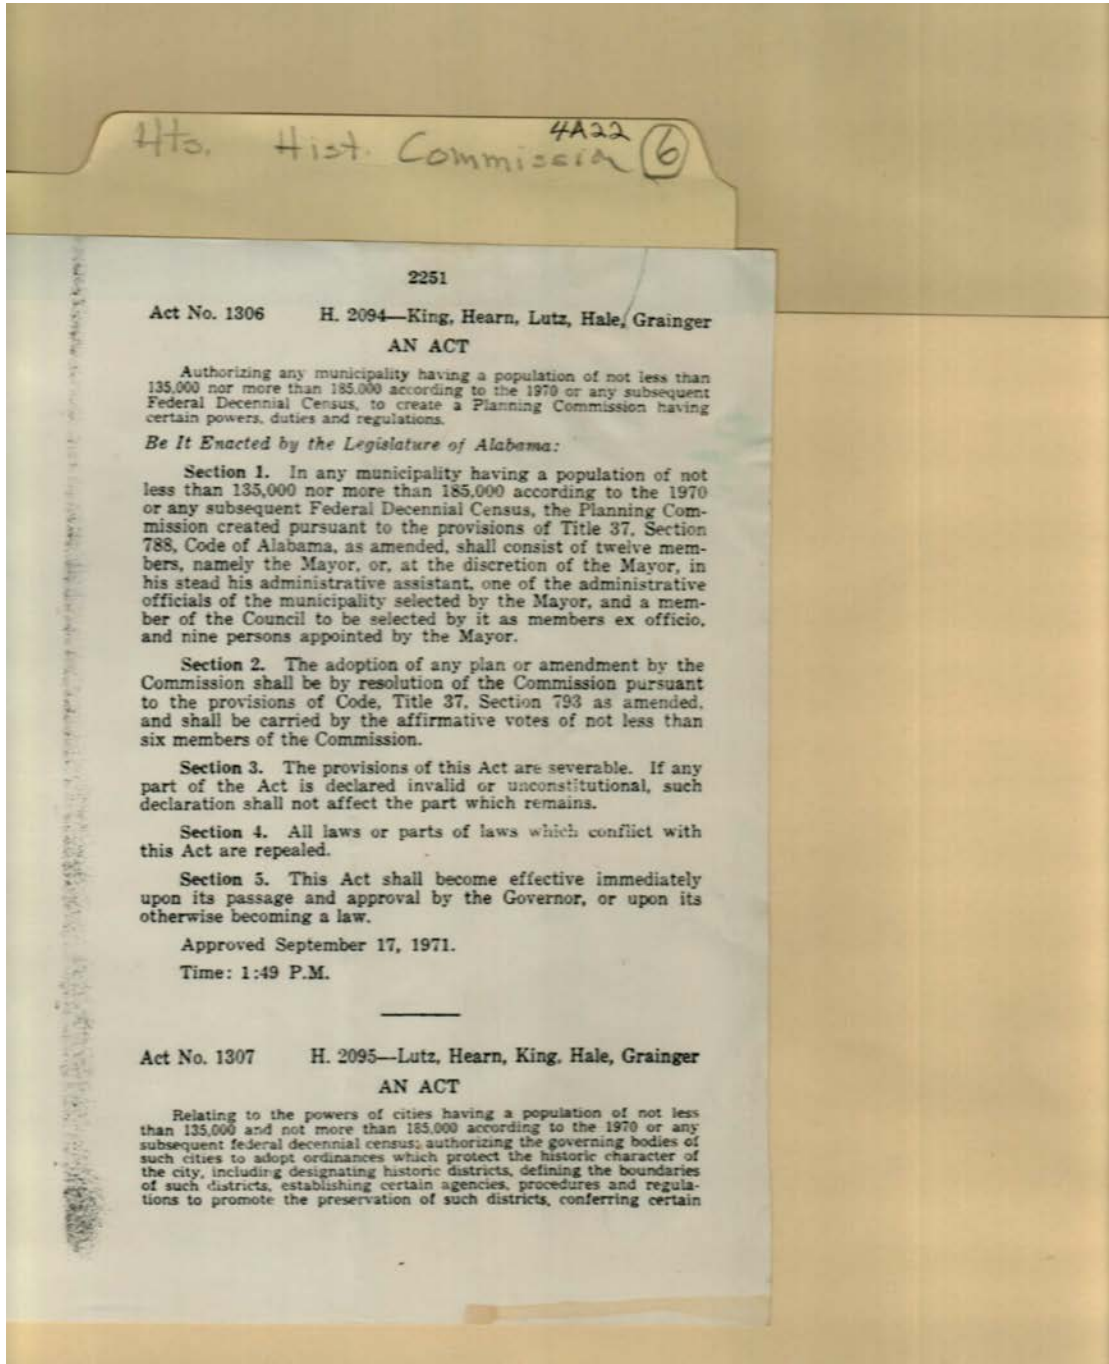 4A22
Hts. Hist. Commission 6
2251
Act No. 1306 H. 2094—King, Hearn, Lutz, Hale, Grainger
AN ACT
Authorizing any municipality having a population of not less than
135,000 nor more than 185,000 according to the 1970 or any subsequent
Federal Decennial Census, to create a Planning Commission having
certain powers, duties and regulations.
Be It Enacted by the Legislature of Alabama:
Section 1. In any municipality having a population of not
less than 135,000 nor more than 185,000 according to the 1970
or any subsequent Federal Decennial Census, the Planning Com-
mission created pursuant to the provisions of Title 37, Section
788, Code of Alabama, as amended, shall consist of twelve mem-
bers, namely the Mayor, or, at the discretion of the Mayor, in
his stead his administrative assistant, one of the administrative
officials of the municipality selected by the Mayor, and a mem-
ber of the Council to be selected by it as members ex officio,
and nine persons appointed by the Mayor.
Section 2. The adoption of any plan or amendment by the
Commission shall be by resolution of the Commission pursuant
to the provisions of Code, Title 37, Section 793 as amended,
and shall be carried by the affirmative votes of not less than
six members of the Commission.
Section 3. The provisions of this Act are severable. If any
part of the Act is declared invalid or unconstitutional, such
declaration shall not affect the part which remains.
Section 4. All laws or parts of laws which conflict with
this Act are repealed.
Section 5. This Act shall become effective immediately
upon its passage and approval by the Governor, or upon its
otherwise becoming a law.
Approved September 17, 1971.
Time: 1:49 P.M.
Act No. 1307 H. 2095—Lutz, Hearn, King, Hale, Grainger
AN ACT
Relating to the powers of cities having a population of not less
than 135,000 and not more than 185,000 according to the 1970 or any
subsequent federal decennial census; authorizing the governing bodies of
such cities to adopt ordinances which protect the historic character of
the city, including designating historic districts, defining the boundaries
of such districts, establishing certain agencies, procedures and regula-
tions to promote the preservation of such districts, conferring certain